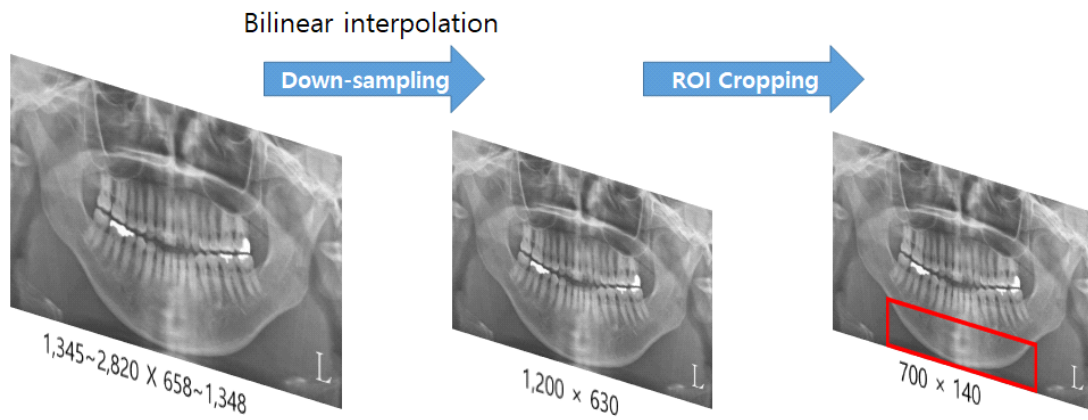 Bilinear interpolation
Down-sampling
ROI Cropping
L
L
L
1,345~2,820 X 658~1,348
1,200 × 630
700 × 140